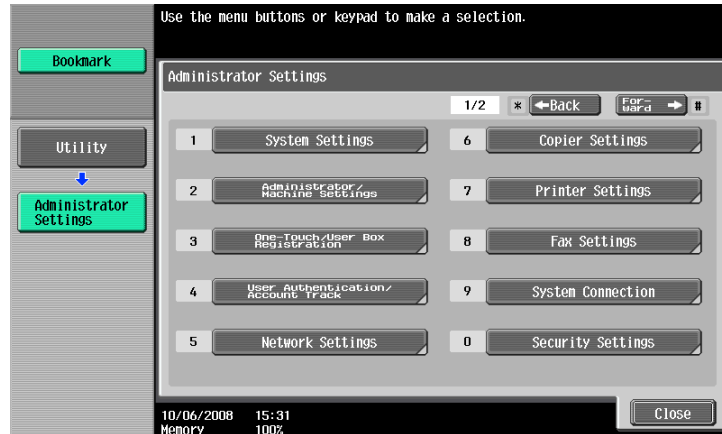 Use the menu buttons or keypad to make a selection.
Bookmark
Utility
Administrator
Settings
Administrator Settings
1/2 * ←Back For-
ward → #
1 System Settings
2 Administrator/
Machine Settings
3 One-Touch/User Box
Registration
4 User Authentication/
Account Track
5 Network Settings
6 Copier Settings
7 Printer Settings
8 Fax Settings
9 System Connection
0 Security Settings
10/06/2008 15:31
Memory 100%
Close